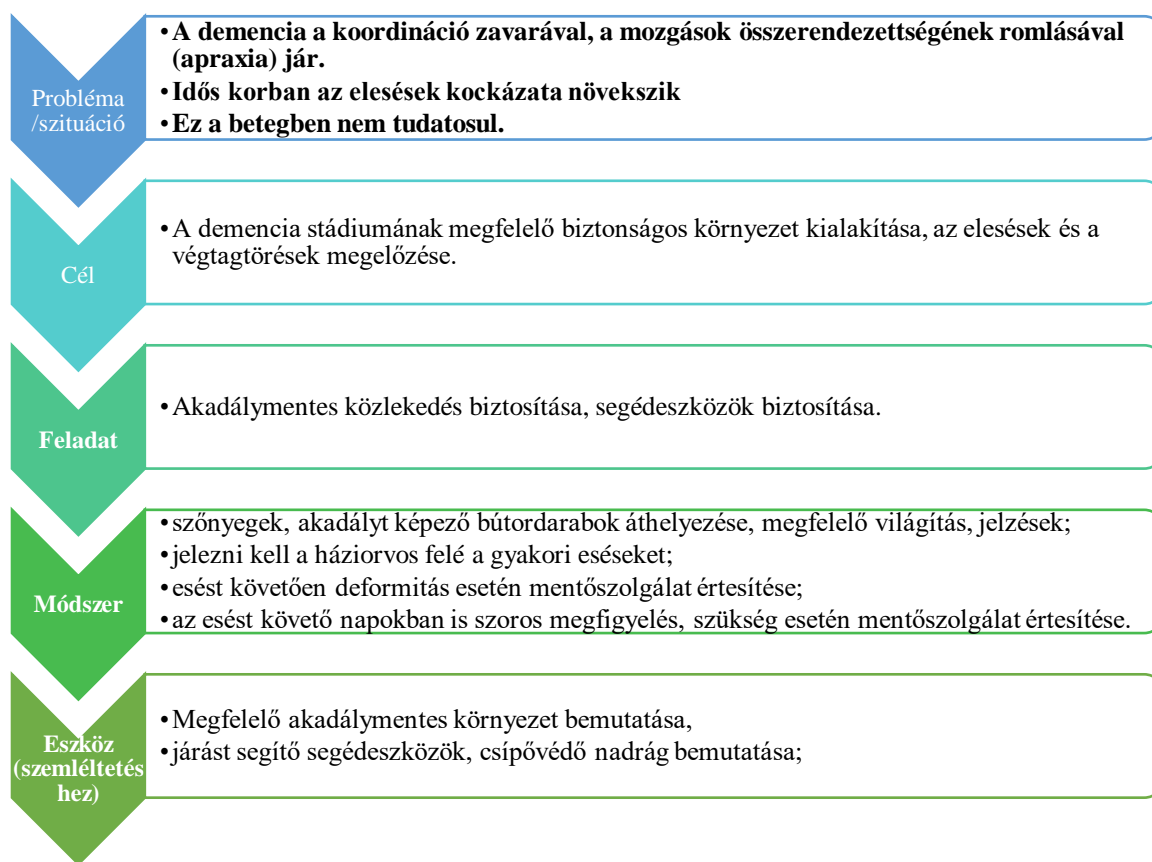 Probléma
/szituáció
• A demencia a koordináció zavarával, a mozgások összerendezettségének romlásával
(apraxia) jár.
• Idős korban az elesések kockázata növekszik
• Ez a betegben nem tudatosul.
Cél
• A demencia stádiumának megfelelő biztonságos környezet kialakítása, az elesések és a
végtagtörések megelőzése.
Feladat
• Akadálymentes közlekedés biztosítása, segédeszközök biztosítása.
Módszer
• szőnyegek, akadályt képező bútordarabok áthelyezése, megfelelő világítás, jelzések;
• jelezni kell a háziorvos felé a gyakori eséseket;
• esést követően deformitás esetén mentőszolgálat értesítése;
• az esést követő napokban is szoros megfigyelés, szükség esetén mentőszolgálat értesítése.
Eszköz
(szemléltetés
hez)
• Megfelelő akadálymentes környezet bemutatása,
• járást segítő segédeszközök, csípővédő nadrág bemutatása;